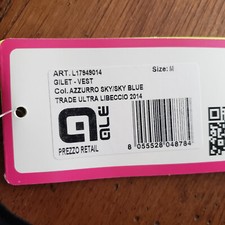 ART. L17949014
Size: M
GILET - VEST
Col. AZZURRO SKY/SKY BLUE
TRADE ULTRA LIBECCIO 2014
ALÉ
PREZZO RETAIL
8 055528 048784